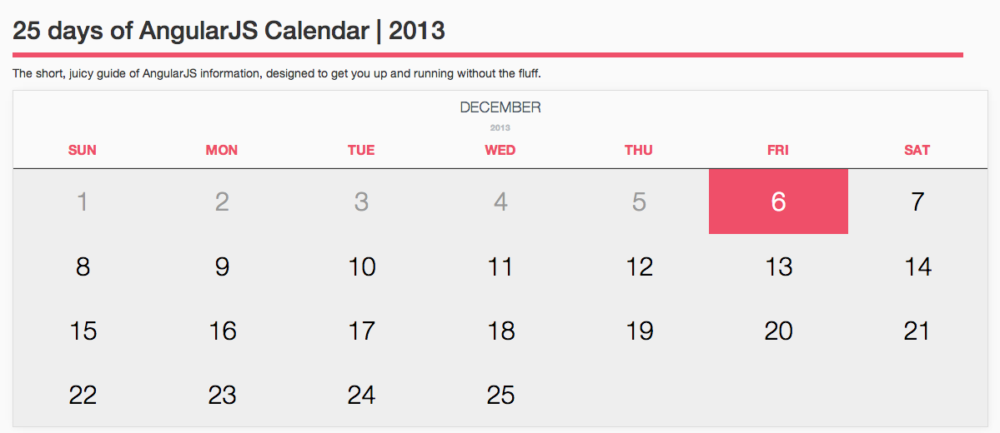 25 days of AngularJS Calendar | 2013
The short, juicy guide of AngularJS information, designed to get you up and running without the fluff.
DECEMBER
2013
SUN MON TUE WED THU FRI SAT
1 2 3 4 5 6 7
8 9 10 11 12 13 14
15 16 17 18 19 20 21
22 23 24 25